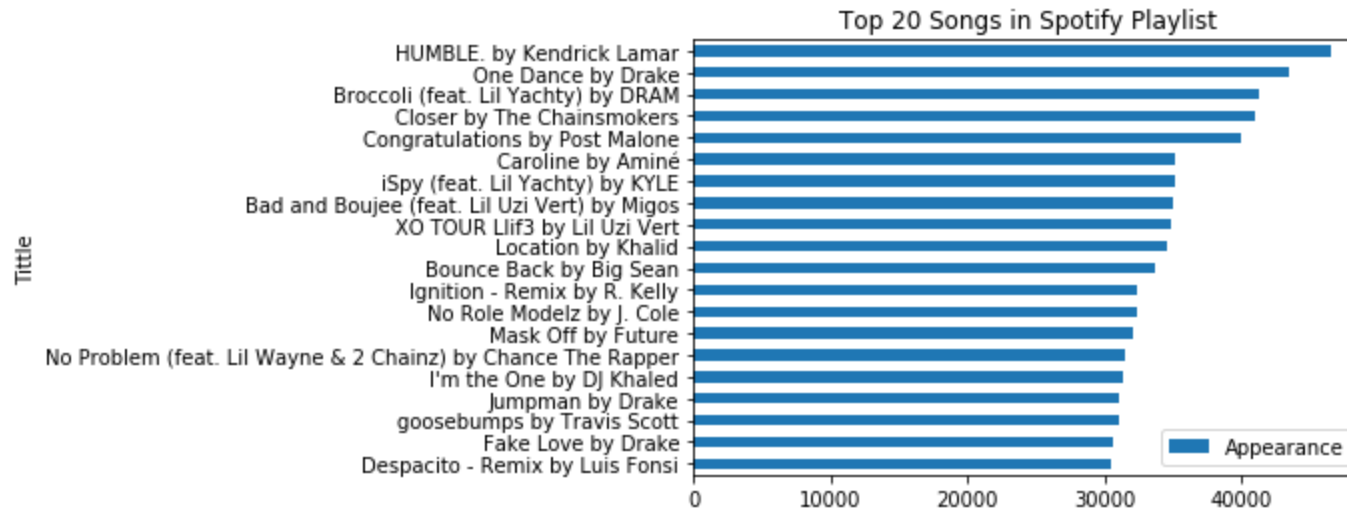 Top 20 Songs in Spotify Playlist
HUMBLE. by Kendrick Lamar
One Dance by Drake
Broccoli (feat. Lil Yachty) by DRAM
Closer by The Chainsmokers
Congratulations by Post Malone
Caroline by Aminé
iSpy (feat. Lil Yachty) by KYLE
Bad and Boujee (feat. Lil Uzi Vert) by Migos
XO TOUR Llif3 by Lil Uzi Vert
Location by Khalid
Bounce Back by Big Sean
Ignition - Remix by R. Kelly
No Role Modelz by J. Cole
Mask Off by Future
No Problem (feat. Lil Wayne & 2 Chainz) by Chance The Rapper
I'm the One by DJ Khaled
Jumpman by Drake
goosebumps by Travis Scott
Fake Love by Drake
Despacito - Remix by Luis Fonsi
Tittle
Appearance
0 10000 20000 30000 40000